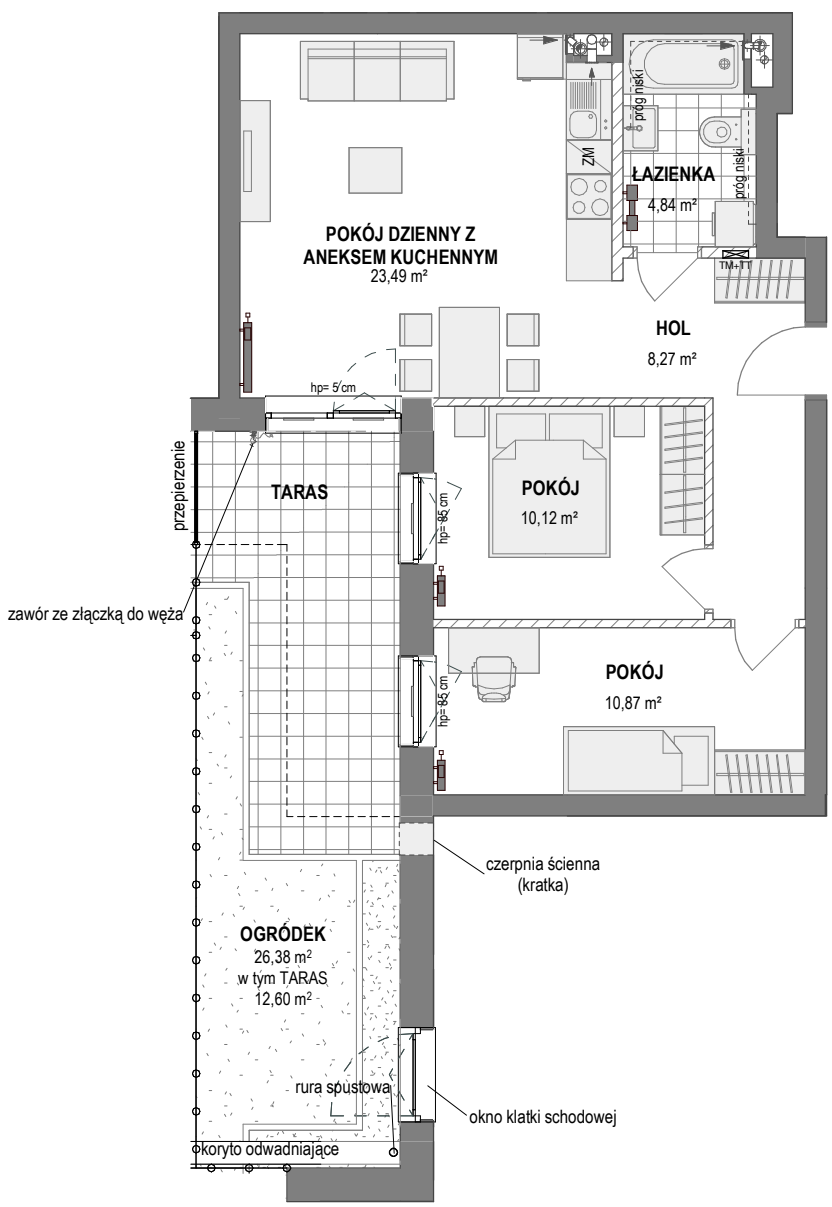 próg niski
ZM
ŁAZIENKA
4,84 m²
próg niski
POKÓJ DZIENNY Z
ANEKSEM KUCHENNYM
23,49 m²
TM+TT
HOL
8,27 m²
hp= 5 cm
przepierzenie
TARAS
POKÓJ
10,12 m²
hp= 85 cm
zawór ze złączką do węża
POKÓJ
10,87 m²
hp= 85 cm
czerpnia ścienna
(kratka)
OGRÓDEK
26,38 m²
w tym TARAS
12,60 m²
rura spustowa
okno klatki schodowej
koryto odwadniające